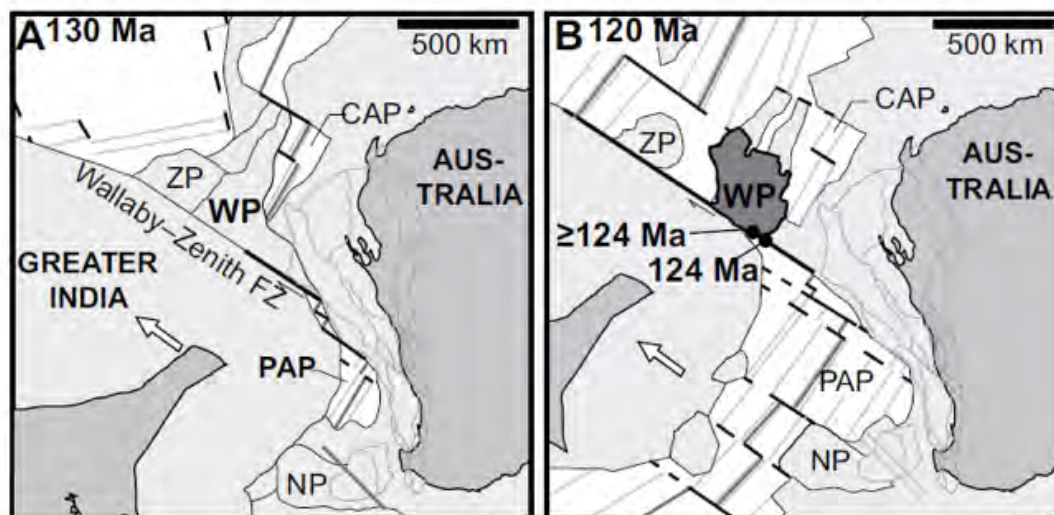 A 130 Ma
500 km
CAP
ZP
WP
AUS-
TRALIA
Wallaby–Zenith FZ
GREATER
INDIA
PAP
NP
B 120 Ma
500 km
CAP
ZP
WP
AUS-
TRALIA
≥124 Ma
124 Ma
PAP
NP